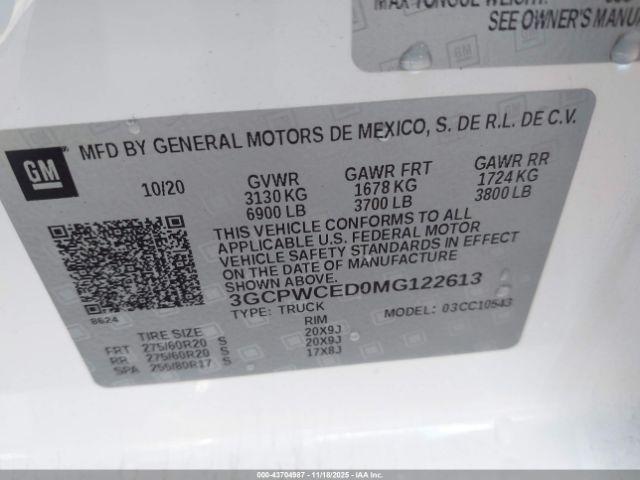 SEE OWNER'S MANUA
GM
GM
MFD BY GENERAL MOTORS DE MEXICO, S. DE R.L. DE C.V.
10/20
GVWR
3130 KG
6900 LB
GAWR FRT
1678 KG
3700 LB
GAWR RR
1724 KG
3800 LB
THIS VEHICLE CONFORMS TO ALL
APPLICABLE U.S. FEDERAL MOTOR
VEHICLE SAFETY STANDARDS IN EFFECT
ON THE DATE OF MANUFACTURE
SHOWN ABOVE.
3GCPWCED0MG122613
TYPE: TRUCK
MODEL: 03CC10543
8624
TIRE SIZE RIM
FRT 275/60R20 S 20X9J
RR 275/60R20 S 20X9J
SPA 255/80R17 S 17X8J
000-43704987 - 11/18/2025 - IAA Corp.